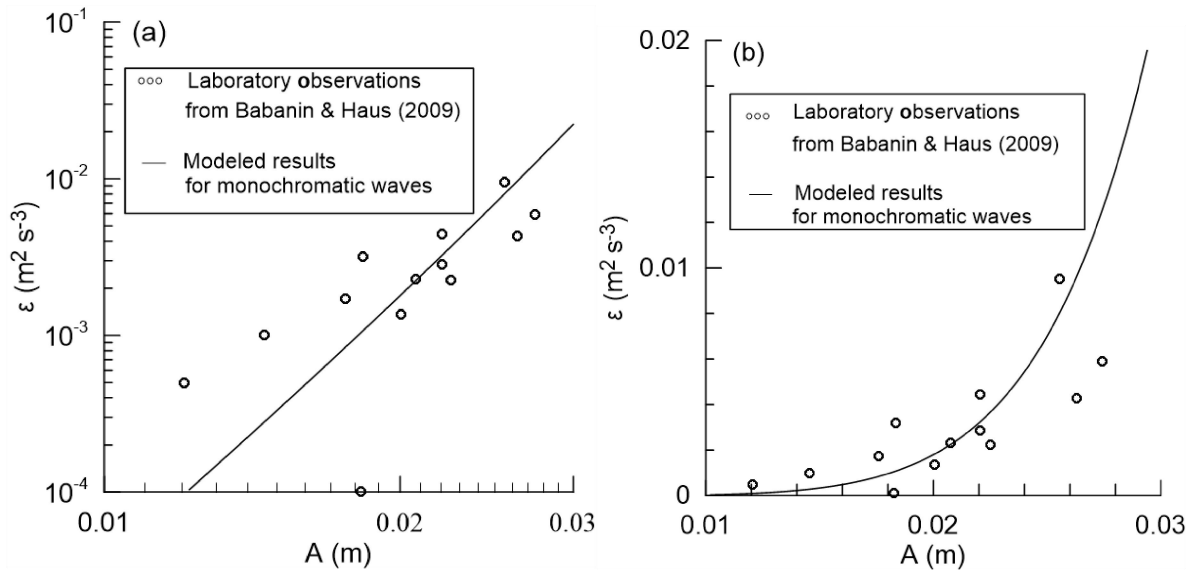 (a)
10⁻¹
10⁻²
10⁻³
10⁻⁴
ε (m² s⁻³)
Laboratory observations
from Babanin & Haus (2009)
Modeled results
for monochromatic waves
0.01
0.02
0.03
A (m)
(b)
0.02
0.01
0
ε (m² s⁻³)
Laboratory observations
from Babanin & Haus (2009)
Modeled results
for monochromatic waves
0.01
0.02
0.03
A (m)